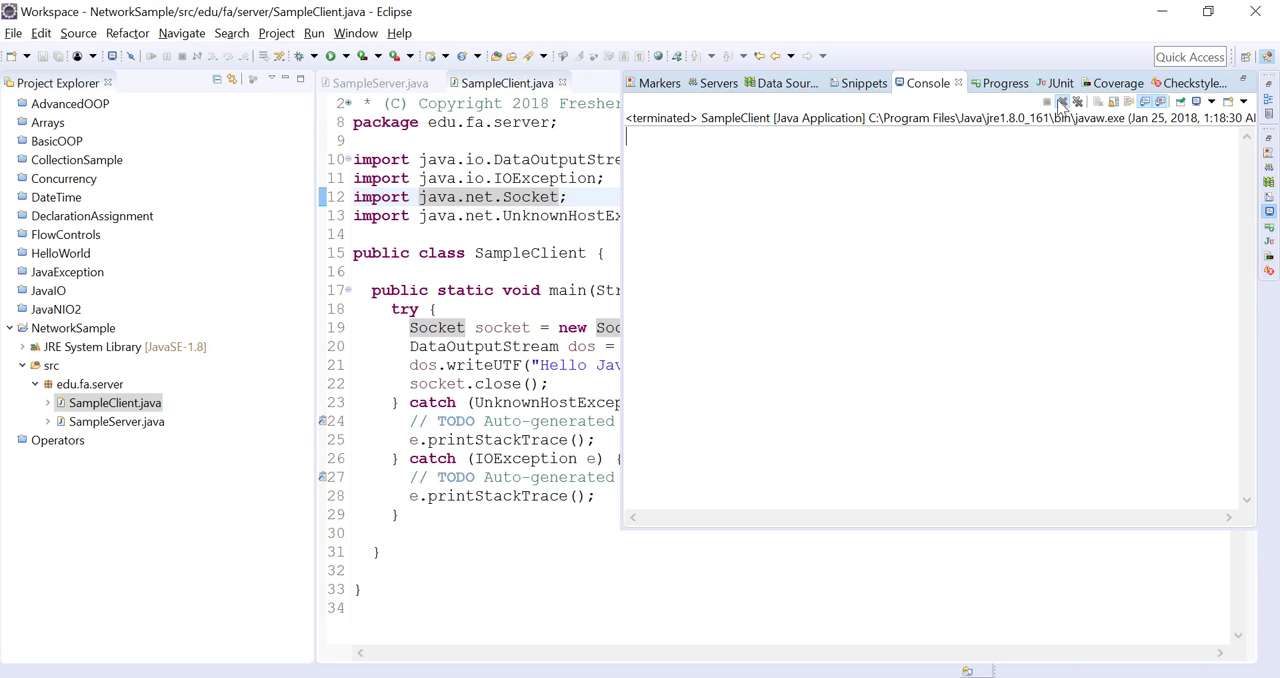 Workspace - NetworkSample/src/edu/fa/server/SampleClient.java - Eclipse
File Edit Source Refactor Navigate Search Project Run Window Help
Quick Access
Project Explorer
AdvancedOOP
Arrays
BasicOOP
CollectionSample
Concurrency
DateTime
DeclarationAssignment
FlowControls
HelloWorld
JavaException
JavaIO
JavaNIO2
NetworkSample
JRE System Library [JavaSE-1.8]
src
edu.fa.server
SampleClient.java
SampleServer.java
Operators
SampleServer.java SampleClient.java
2 * (C) Copyright 2018 Fresher
8 package edu.fa.server;
9
10 import java.io.DataOutputStre
11 import java.io.IOException;
12 import java.net.Socket;
13 import java.net.UnknownHostEx
14
15 public class SampleClient {
16
17 public static void main(Str
18 try {
19 Socket socket = new Soc
20 DataOutputStream dos =
21 dos.writeUTF("Hello Jav
22 socket.close();
23 } catch (UnknownHostExcep
24 // TODO Auto-generated
25 e.printStackTrace();
26 } catch (IOException e) {
27 // TODO Auto-generated
28 e.printStackTrace();
29 }
30
31 }
32
33 }
34
Markers Servers Data Sour... Snippets Console Progress JUnit Coverage Checkstyle...
<terminated> SampleClient [Java Application] C:\Program Files\Java\jre1.8.0_161\bin\javaw.exe (Jan 25, 2018, 1:18:30 A